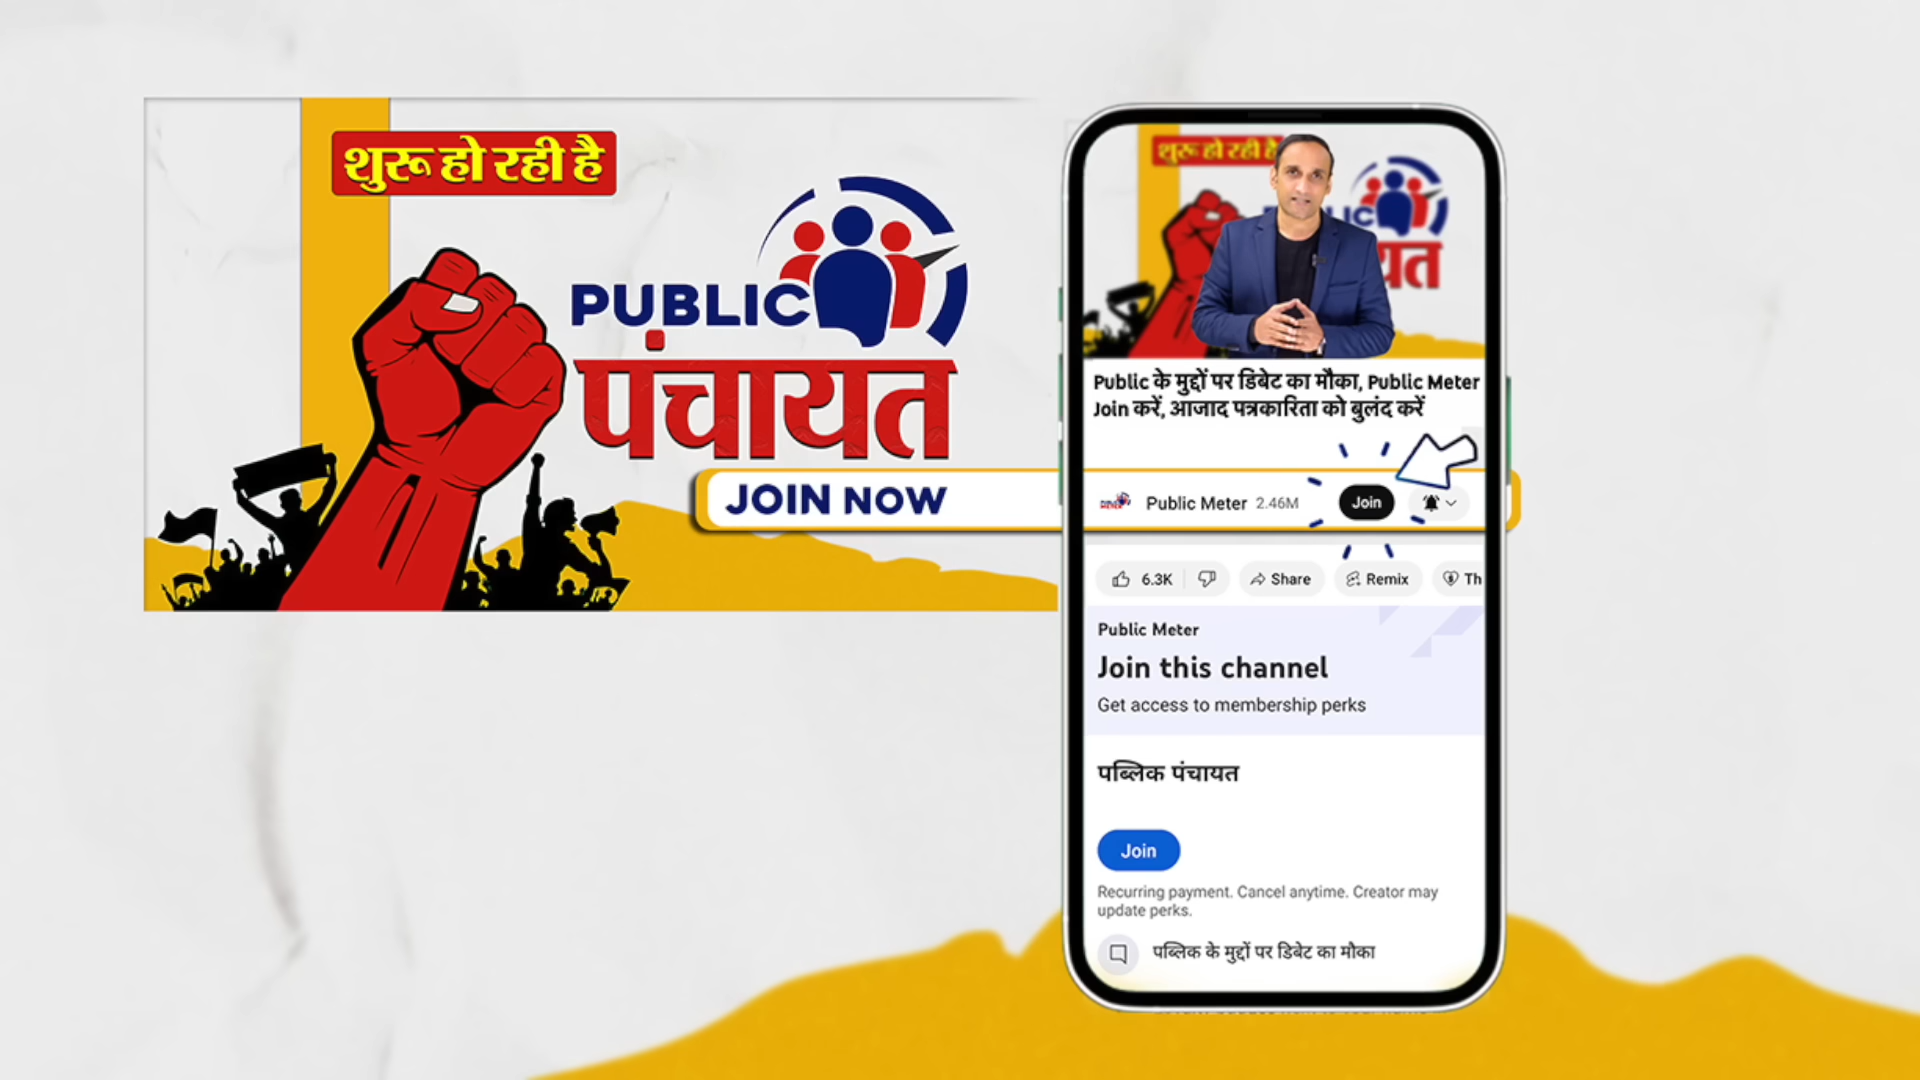 शुरू हो रही है
PUBLIC
पंचायत
JOIN NOW
शुरू हो रही है
Public के मुद्दों पर डिबेट का मौका, Public Meter
Join करें, आजाद पत्रकारिता को बुलंद करें
Public Meter 2.46M Join
6.3K Share Remix Th
Public Meter
Join this channel
Get access to membership perks
पब्लिक पंचायत
Join
Recurring payment. Cancel anytime. Creator may
update perks.
पब्लिक के मुद्दों पर डिबेट का मौका